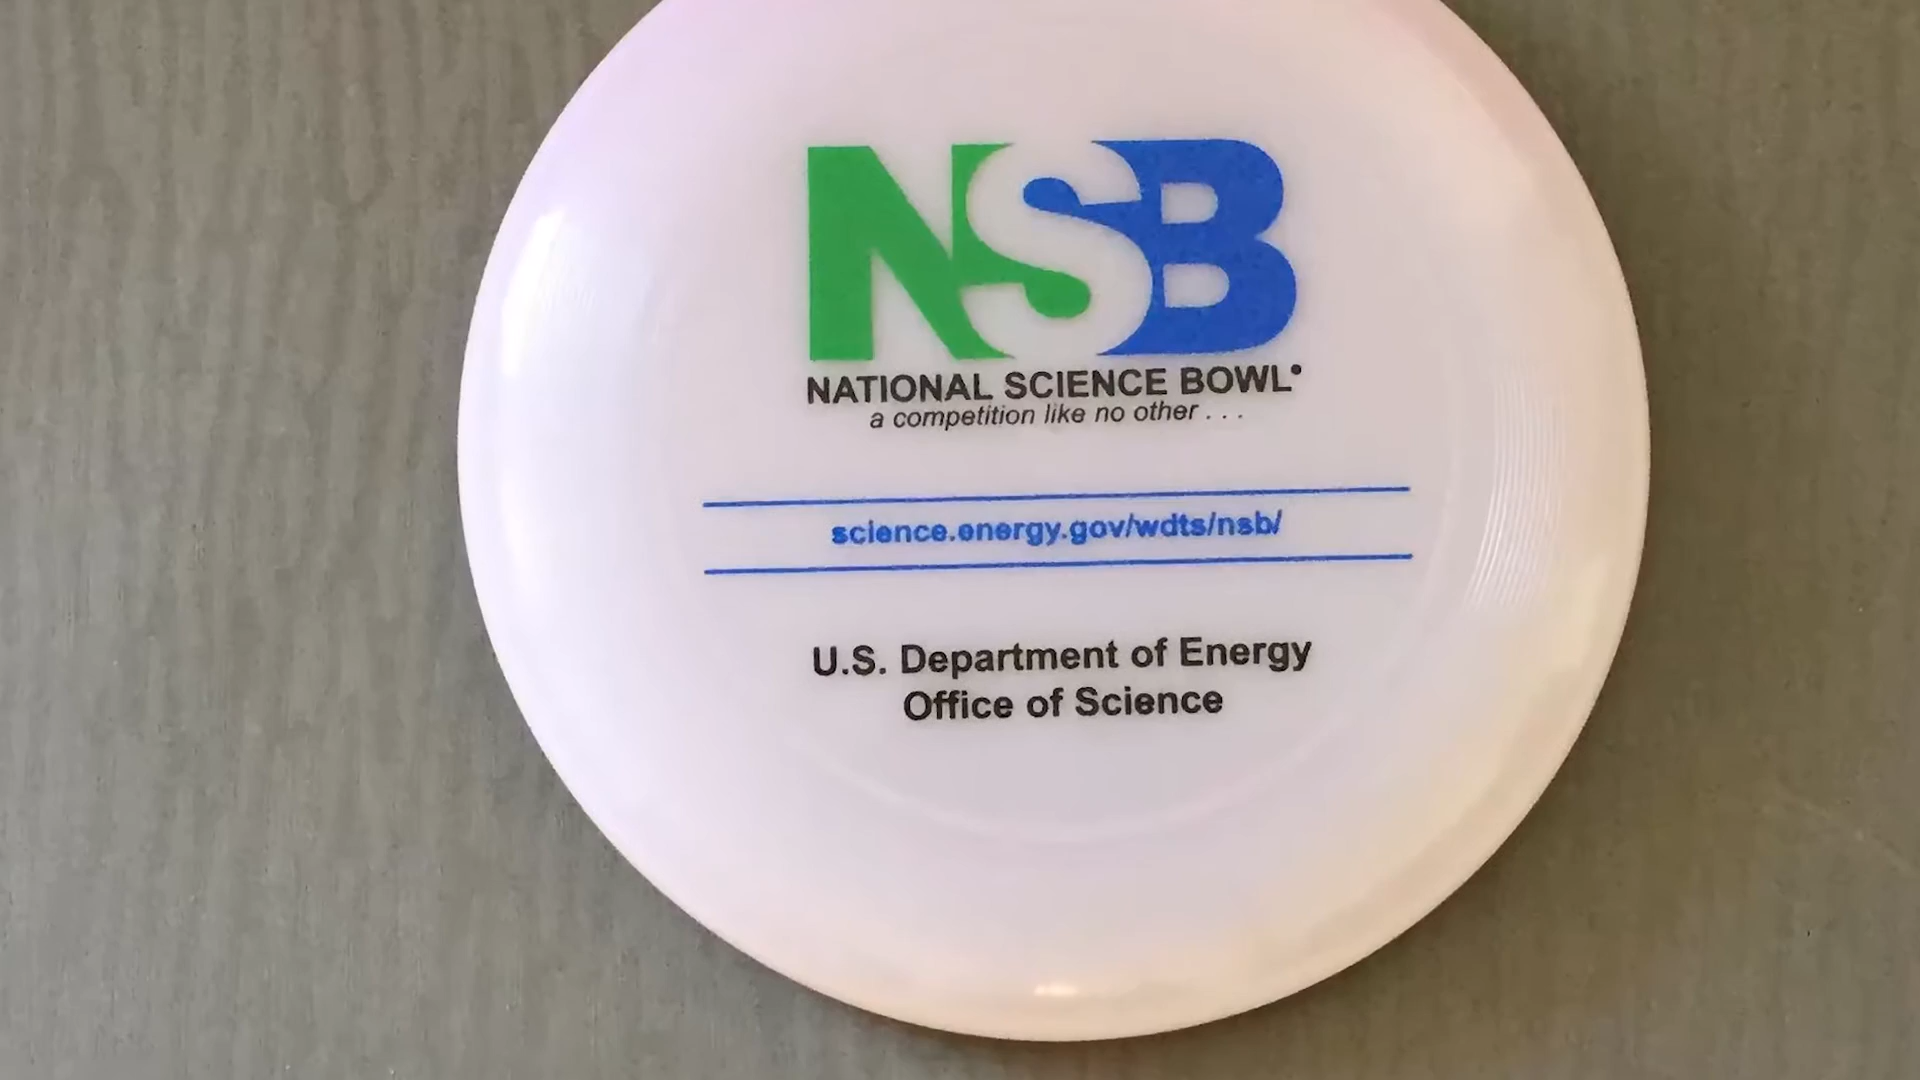 NSB
NATIONAL SCIENCE BOWL®
a competition like no other . . .
science.energy.gov/wdts/nsb/
U.S. Department of Energy
Office of Science